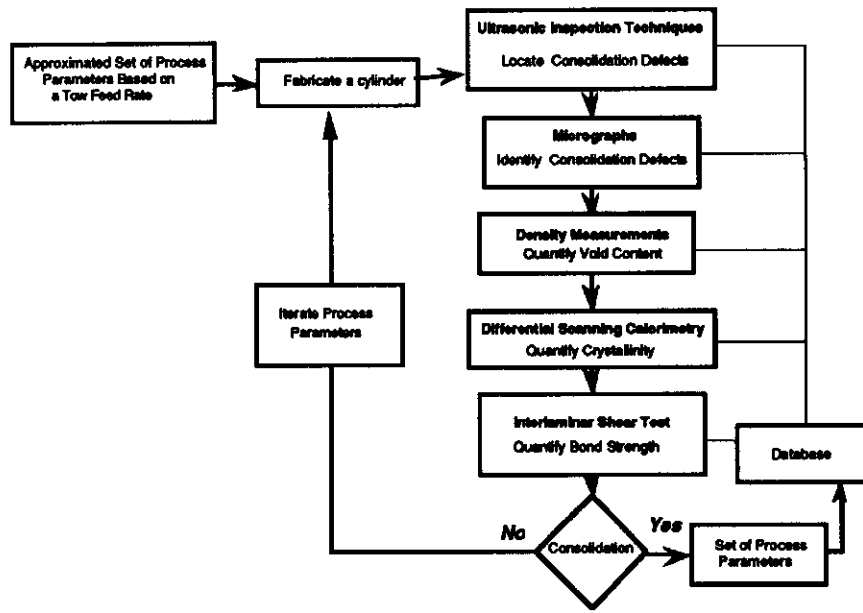 Approximated Set of Process
Parameters Based on
a Tow Feed Rate
Fabricate a cylinder
Ultrasonic Inspection Techniques
Locate Consolidation Defects
Micrographs
Identify Consolidation Defects
Density Measurements
Quantify Void Content
Iterate Process
Parameters
Differential Scanning Calorimetry
Quantify Crystallinity
Interlaminar Shear Test
Quantify Bond Strength
Database
No
Consolidation
Yes
Set of Process
Parameters